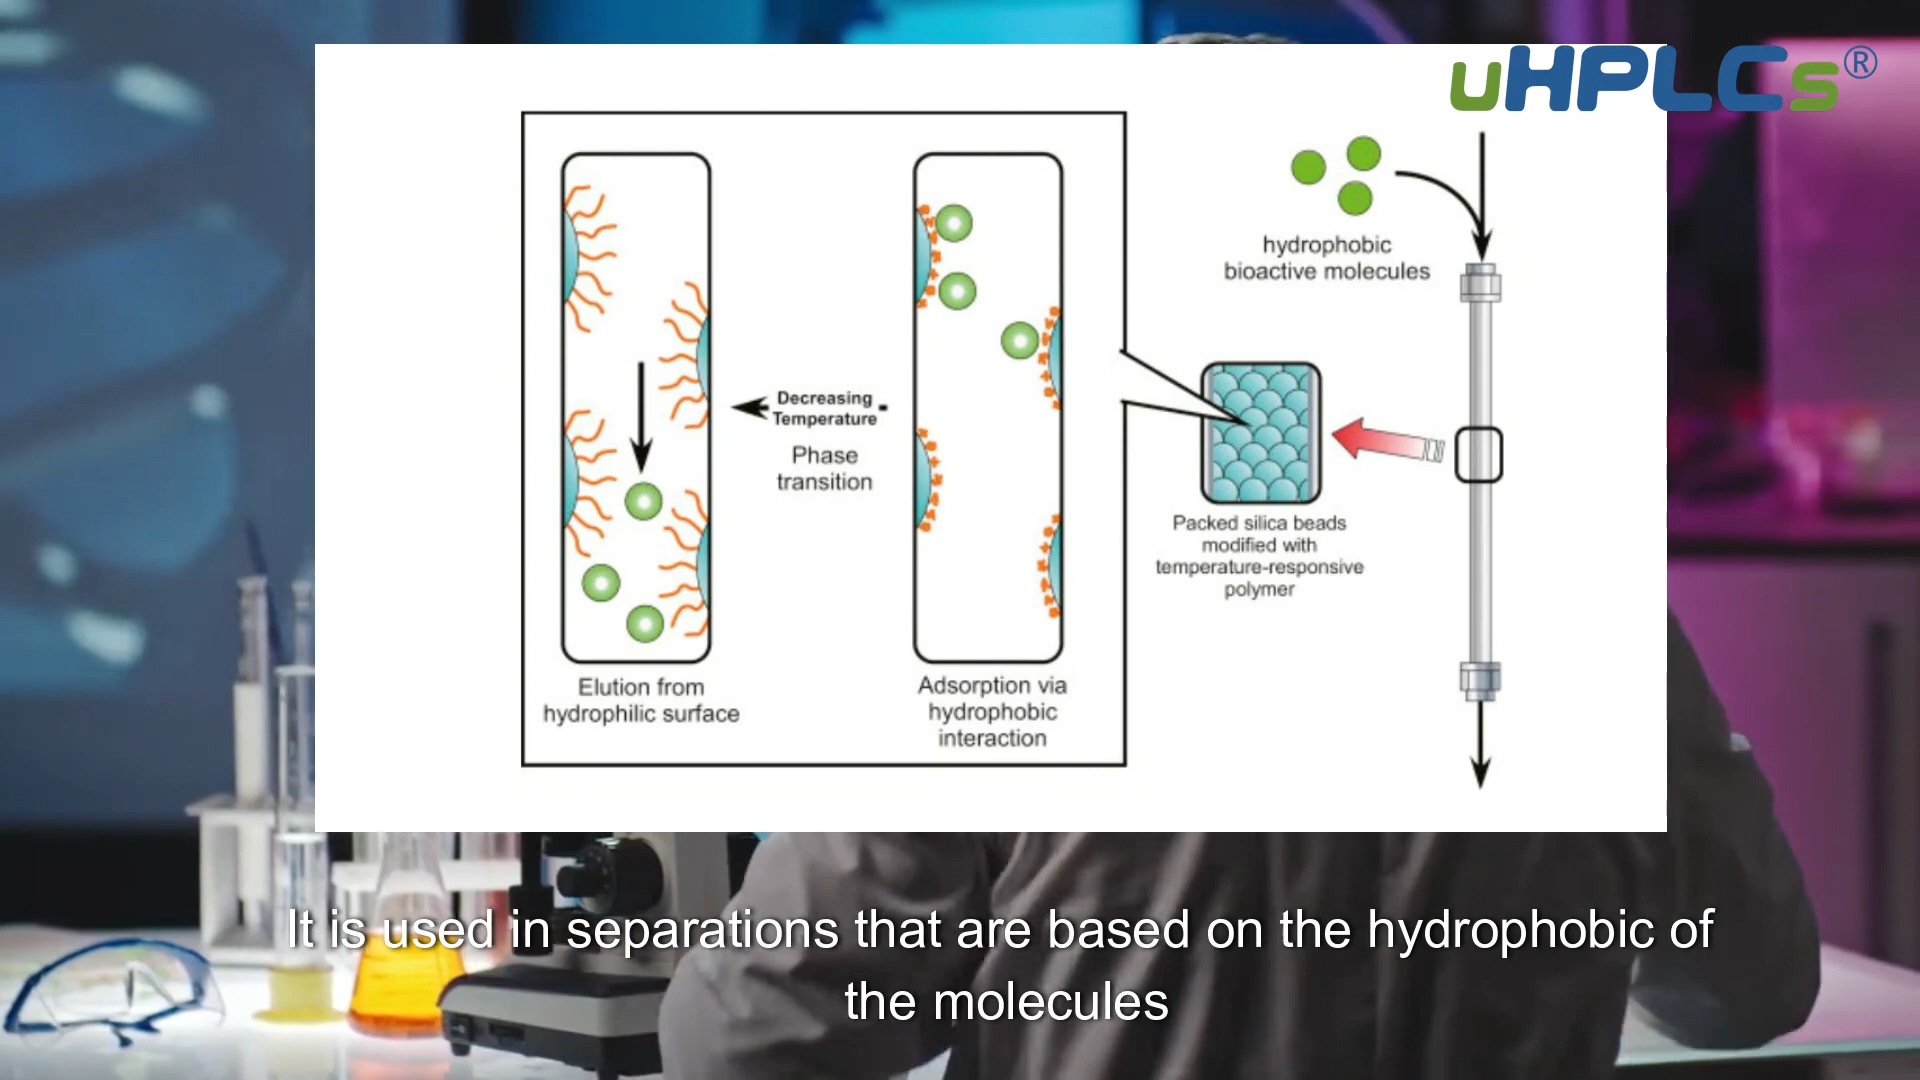 uHPLCs®
hydrophobic
bioactive molecules
Decreasing
Temperature
Phase
transition
Packed silica beads
modified with
temperature-responsive
polymer
Elution from
hydrophilic surface
Adsorption via
hydrophobic
interaction
It is used in separations that are based on the hydrophobic of
the molecules